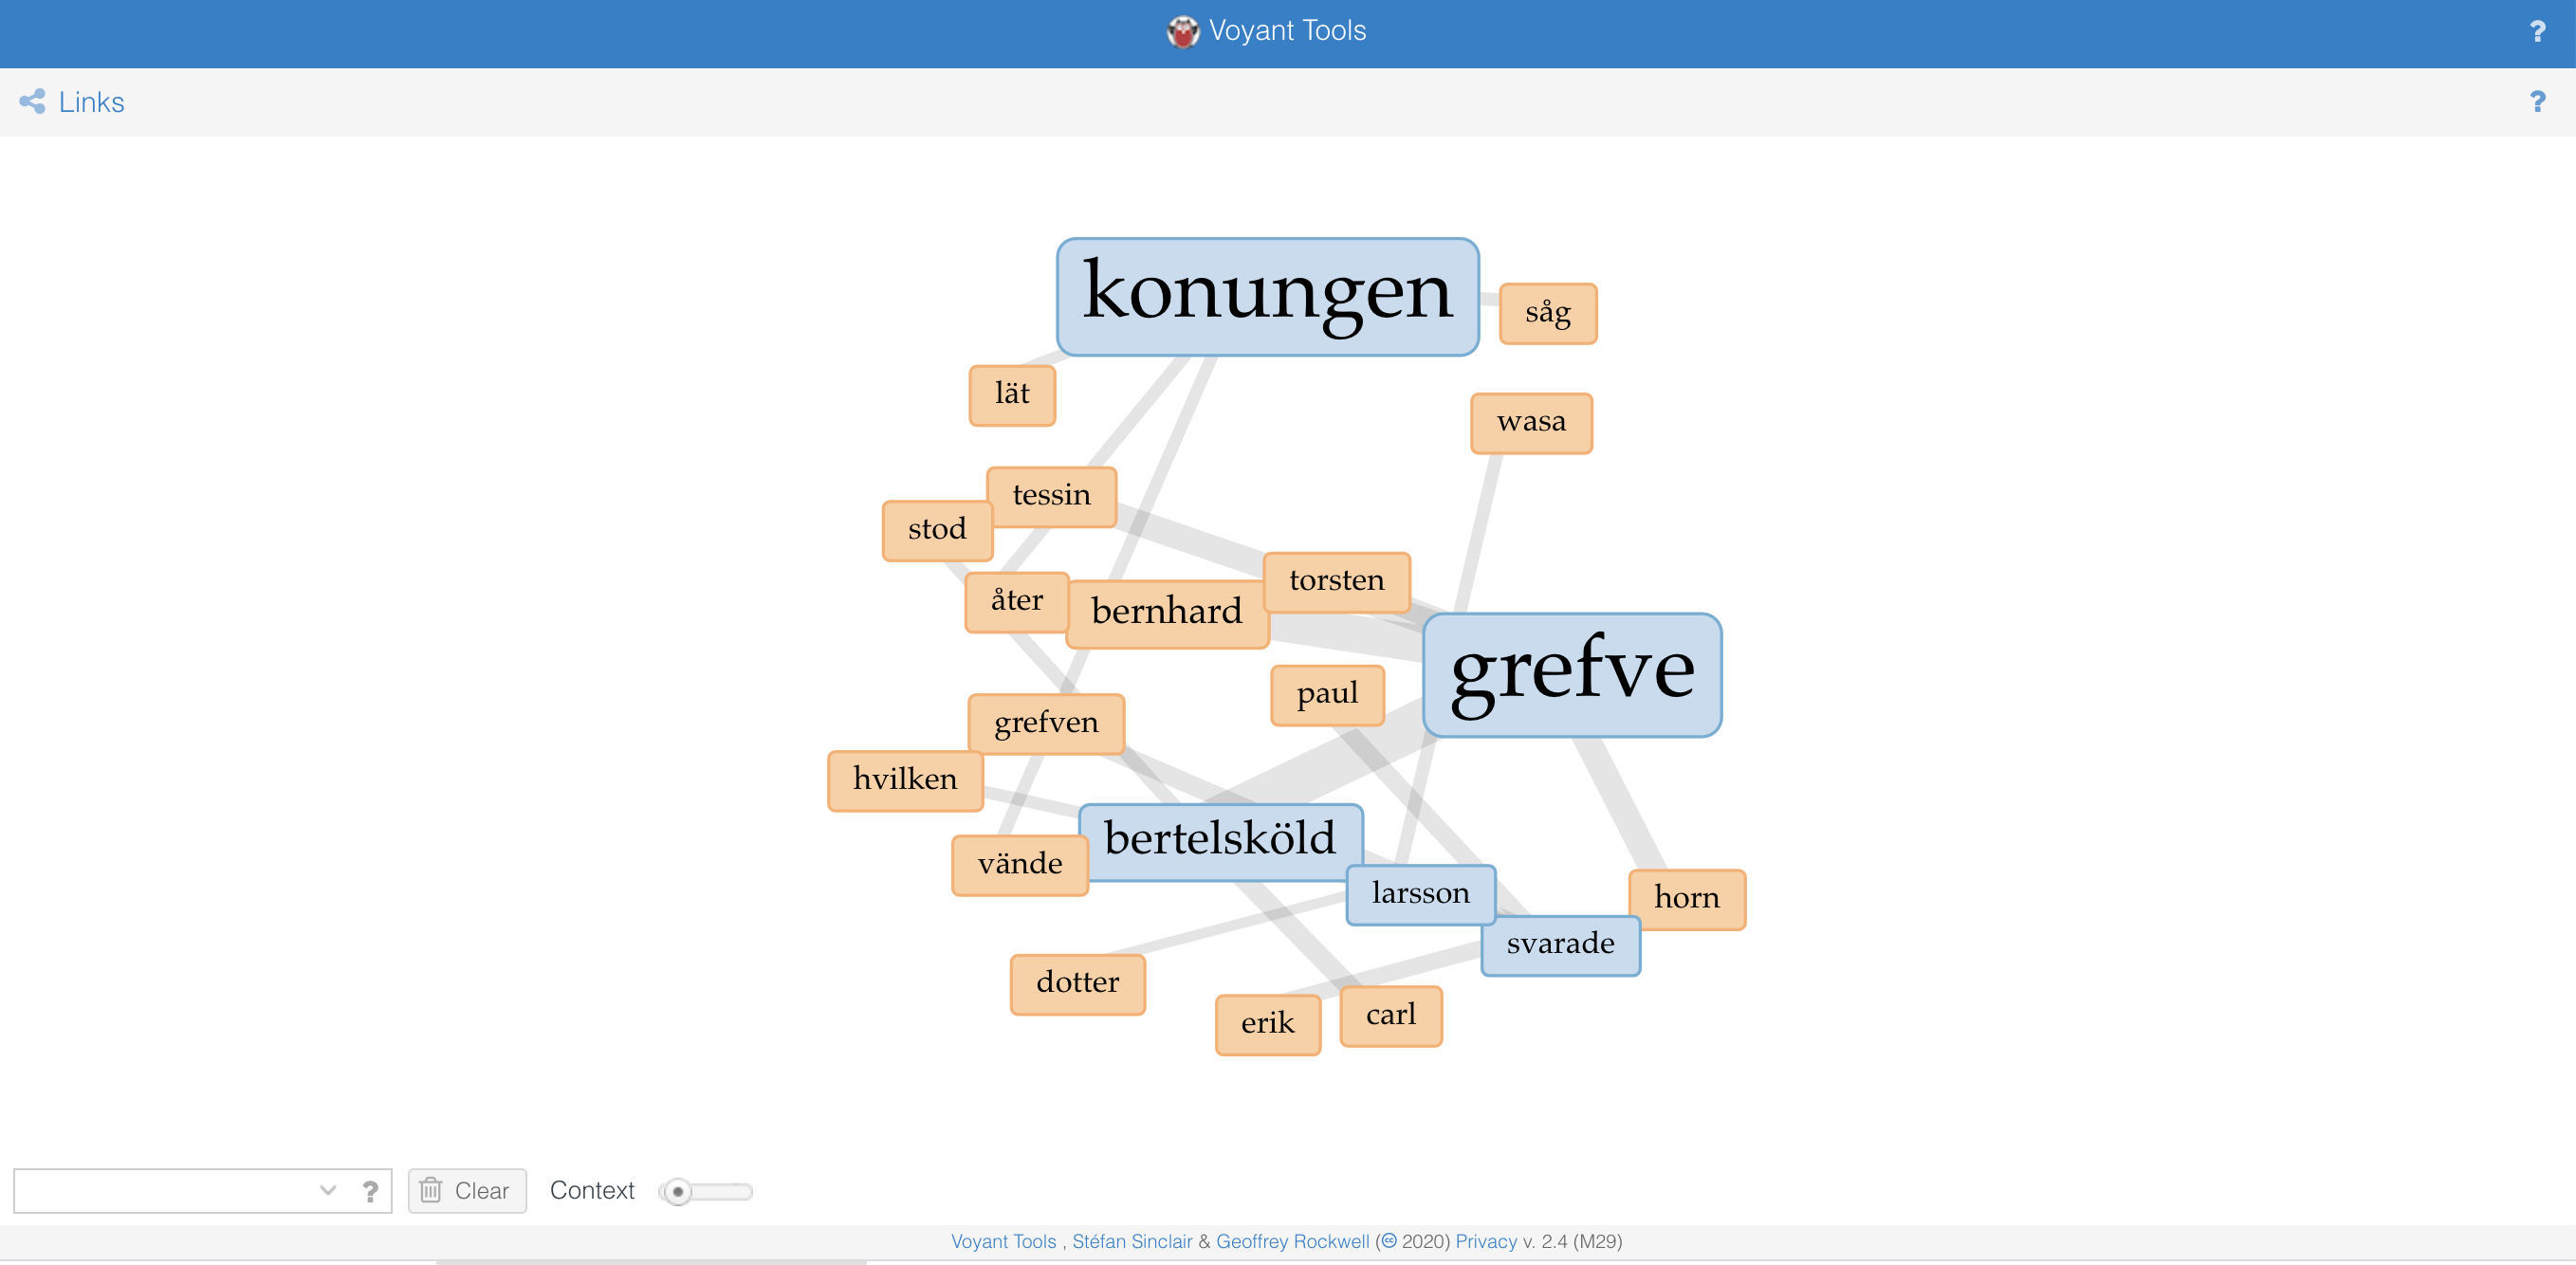 Voyant Tools ?
Links ?
konungen
såg
lät
wasa
tessin
stod
torsten
åter
bernhard
grefve
paul
grefven
hvilken
bertelsköld
vände
larsson
horn
svarade
dotter
carl
erik
? Clear Context
Voyant Tools , Stéfan Sinclair & Geoffrey Rockwell (cc 2020) Privacy v. 2.4 (M29)